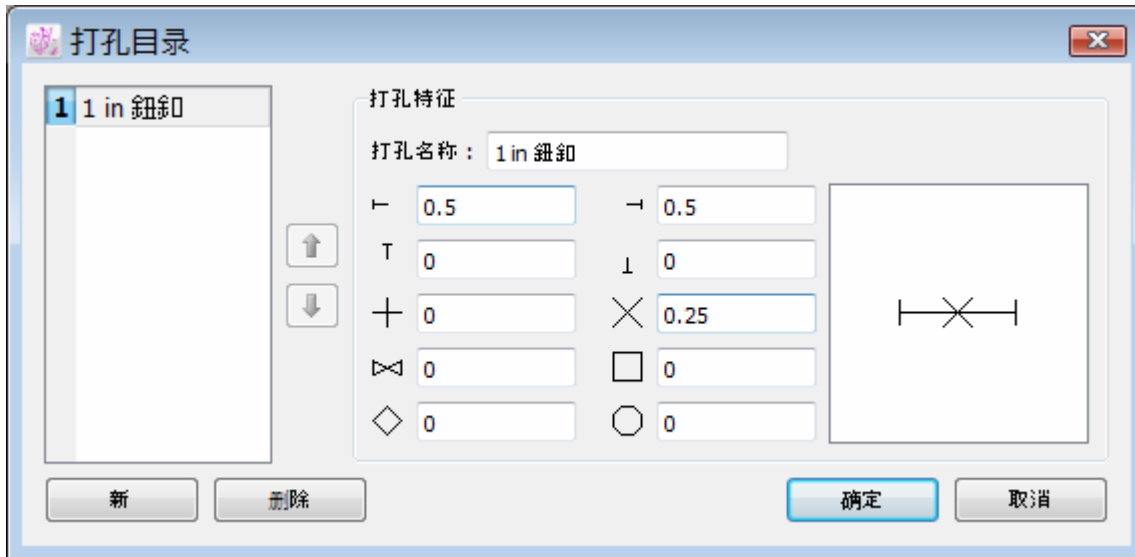 打孔目录
1 1 in 鈕釦
打孔特征
打孔名称： 1 in 鈕釦
0.5 0.5
0 0
0 0.25
0 0
0 0
新 删除 确定 取消